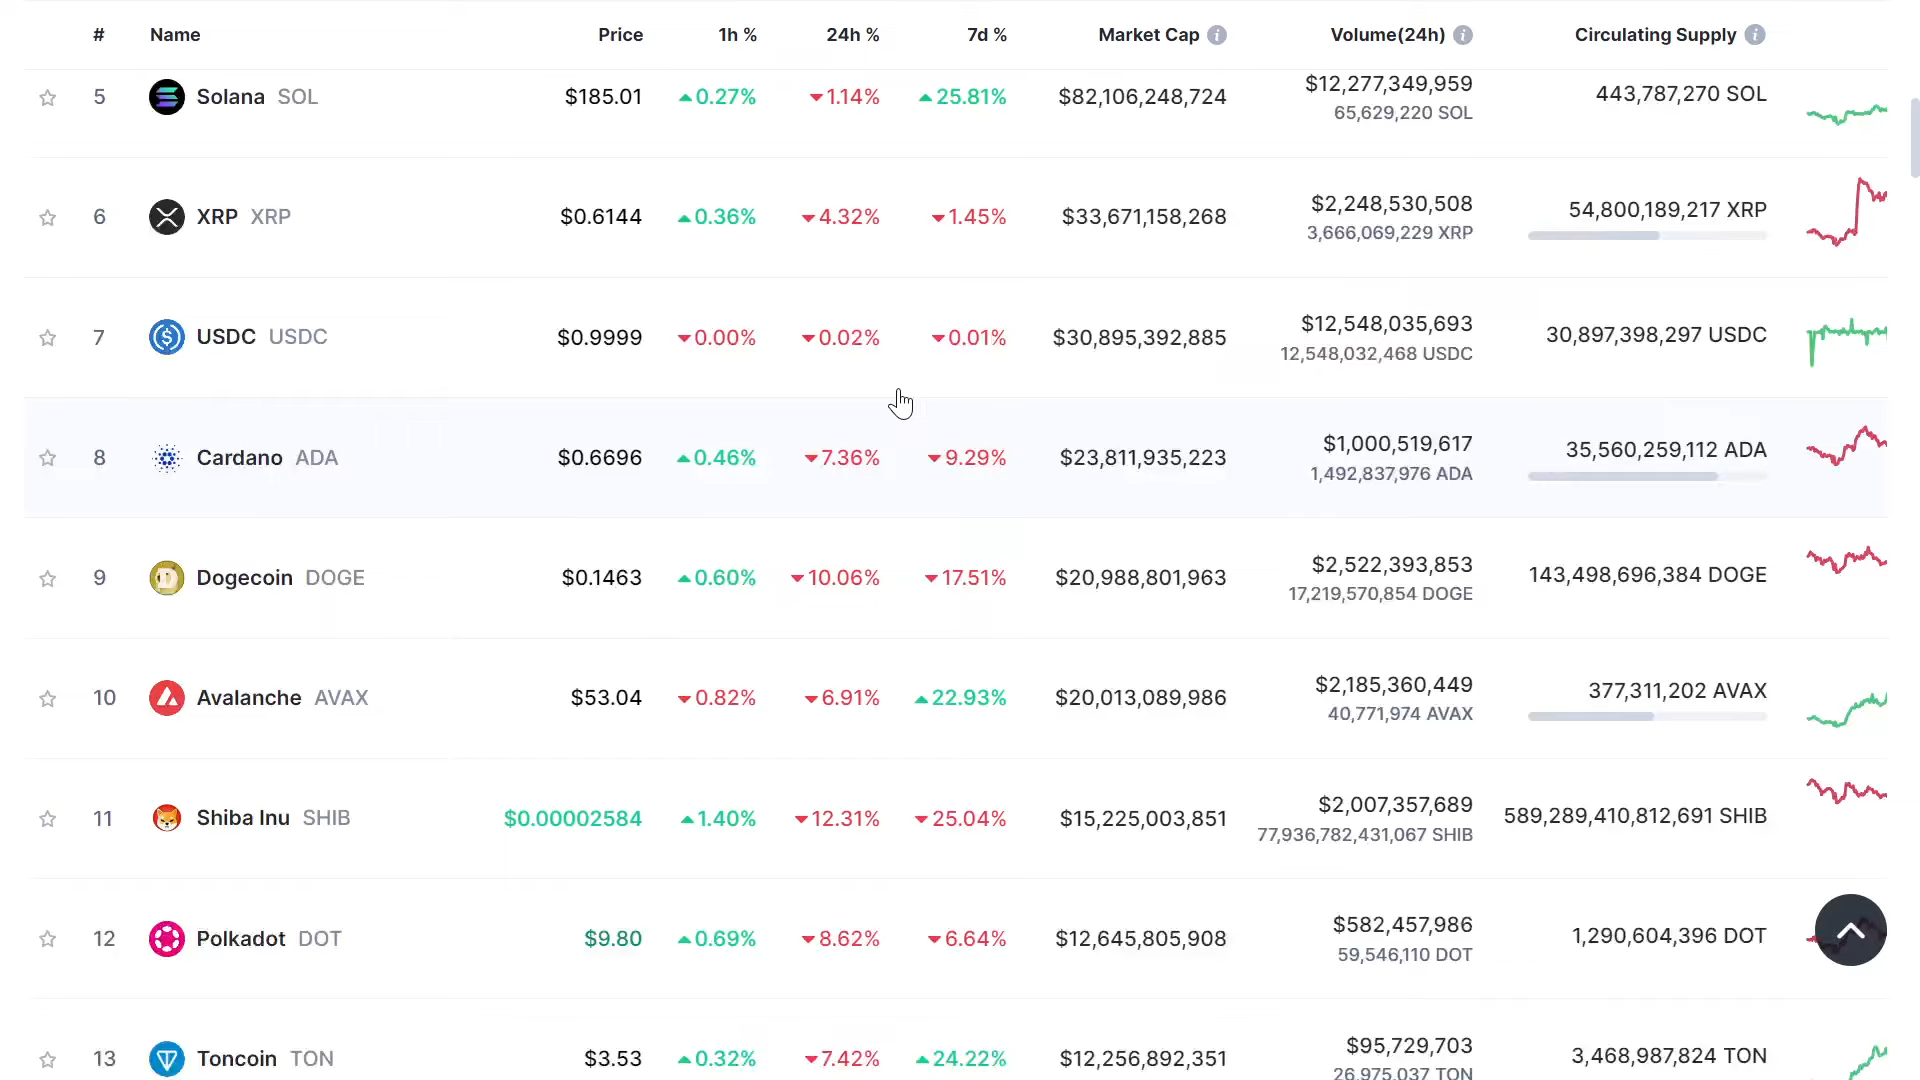 # Name Price 1h % 24h % 7d % Market Cap Volume(24h) Circulating Supply
5 Solana SOL $185.01 0.27% 1.14% 25.81% $82,106,248,724 $12,277,349,959 443,787,270 SOL
65,629,220 SOL
6 XRP XRP $0.6144 0.36% 4.32% 1.45% $33,671,158,268 $2,248,530,508 54,800,189,217 XRP
3,666,069,229 XRP
7 USDC USDC $0.9999 0.00% 0.02% 0.01% $30,895,392,885 $12,548,035,693 30,897,398,297 USDC
12,548,032,468 USDC
8 Cardano ADA $0.6696 0.46% 7.36% 9.29% $23,811,935,223 $1,000,519,617 35,560,259,112 ADA
1,492,837,976 ADA
9 Dogecoin DOGE $0.1463 0.60% 10.06% 17.51% $20,988,801,963 $2,522,393,853 143,498,696,384 DOGE
17,219,570,854 DOGE
10 Avalanche AVAX $53.04 0.82% 6.91% 22.93% $20,013,089,986 $2,185,360,449 377,311,202 AVAX
40,771,974 AVAX
11 Shiba Inu SHIB $0.00002584 1.40% 12.31% 25.04% $15,225,003,851 $2,007,357,689 589,289,410,812,691 SHIB
77,936,782,431,067 SHIB
12 Polkadot DOT $9.80 0.69% 8.62% 6.64% $12,645,805,908 $582,457,986 1,290,604,396 DOT
59,546,110 DOT
13 Toncoin TON $3.53 0.32% 7.42% 24.22% $12,256,892,351 $95,729,703 3,468,987,824 TON
26,975,037 TON